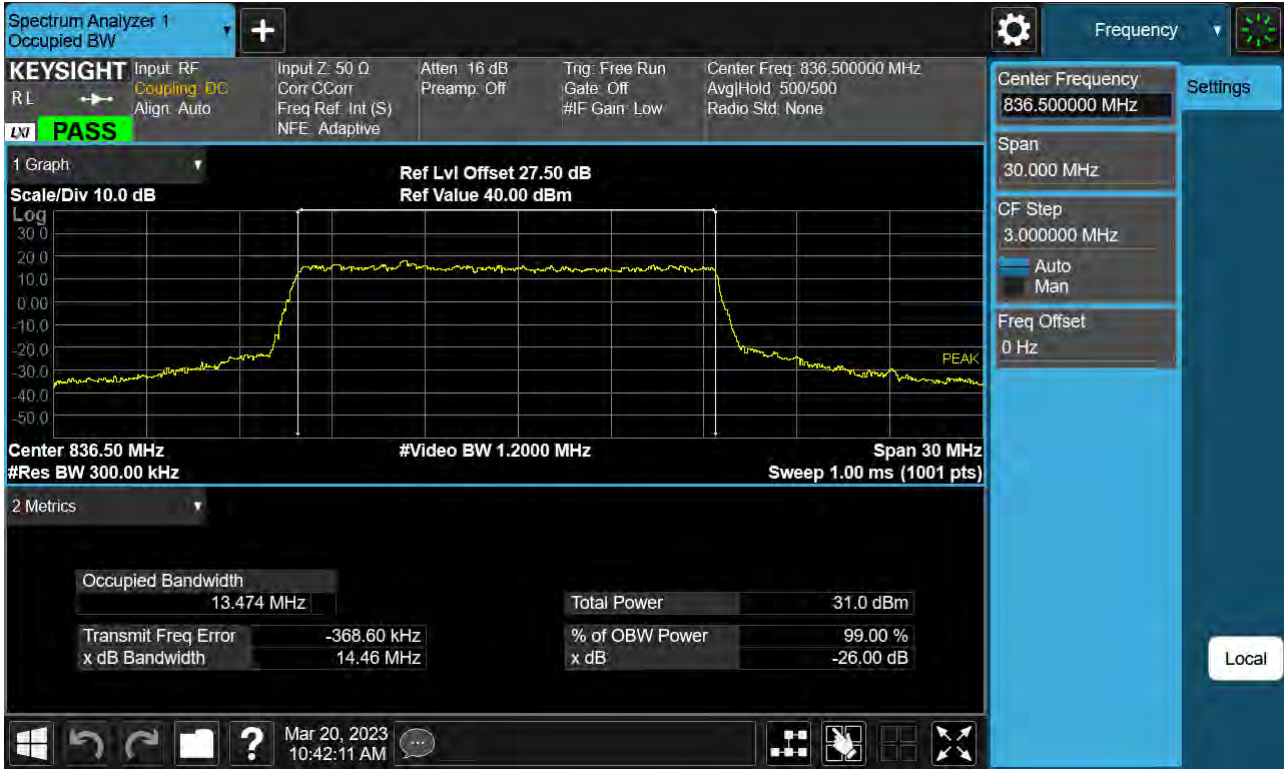 Spectrum Analyzer 1
Occupied BW
Frequency
KEYSIGHT
RL
LXI
PASS
Input: RF
Coupling: DC
Align: Auto
Input Z: 50 Ω
Corr CCorr
Freq Ref: Int (S)
NFE: Adaptive
Atten: 16 dB
Preamp: Off
Trig: Free Run
Gate: Off
#IF Gain: Low
Center Freq: 836.500000 MHz
Avg|Hold: 500/500
Radio Std: None
Center Frequency
836.500000 MHz
Settings
Span
30.000 MHz
CF Step
3.000000 MHz
Auto
Man
Freq Offset
0 Hz
1 Graph
Ref Lvl Offset 27.50 dB
Scale/Div 10.0 dB
Ref Value 40.00 dBm
Log
30.0
20.0
10.0
0.00
-10.0
-20.0
-30.0
-40.0
-50.0
PEAK
Center 836.50 MHz
#Video BW 1.2000 MHz
Span 30 MHz
#Res BW 300.00 kHz
Sweep 1.00 ms (1001 pts)
2 Metrics
Occupied Bandwidth
13.474 MHz
Total Power 31.0 dBm
Transmit Freq Error -368.60 kHz
% of OBW Power 99.00 %
x dB Bandwidth 14.46 MHz
x dB -26.00 dB
Local
?
Mar 20, 2023
10:42:11 AM